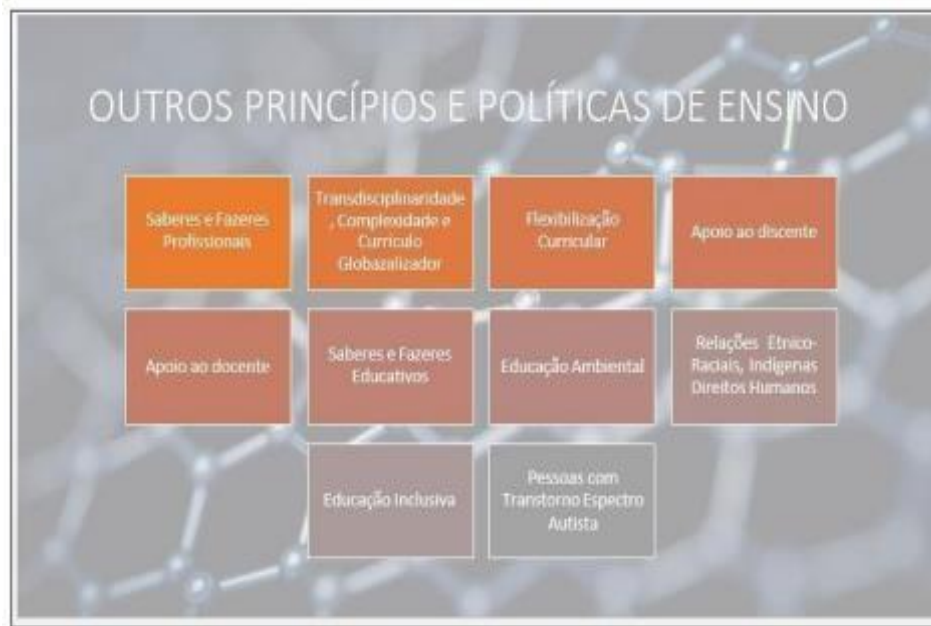 OUTROS PRINCÍPIOS E POLÍTICAS DE ENSINO
Saberes e Fazeres
Profissionais
Transdisciplinaridade
, Complexidade e
Currículo
Globazalizador
Flexibilização
Curricular
Apoio ao discente
Apoio ao docente
Saberes e Fazeres
Educativos
Educação Ambiental
Relações Étnico-
Raciais, Indígenas
Direitos Humanos
Educação Inclusiva
Pessoas com
Transtorno Espectro
Autista